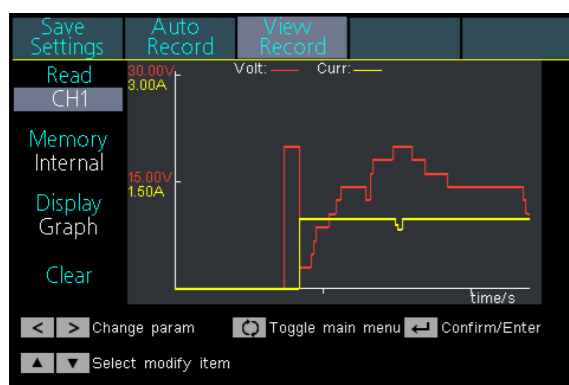 Save Settings
Auto Record
View Record
Read
CH1
Memory
Internal
Display
Graph
Clear
30.00V
3.00A
Volt: Curr:
15.00V
1.50A
time/s
< > Change param Toggle main menu Confirm/Enter
▲ ▼ Select modify item